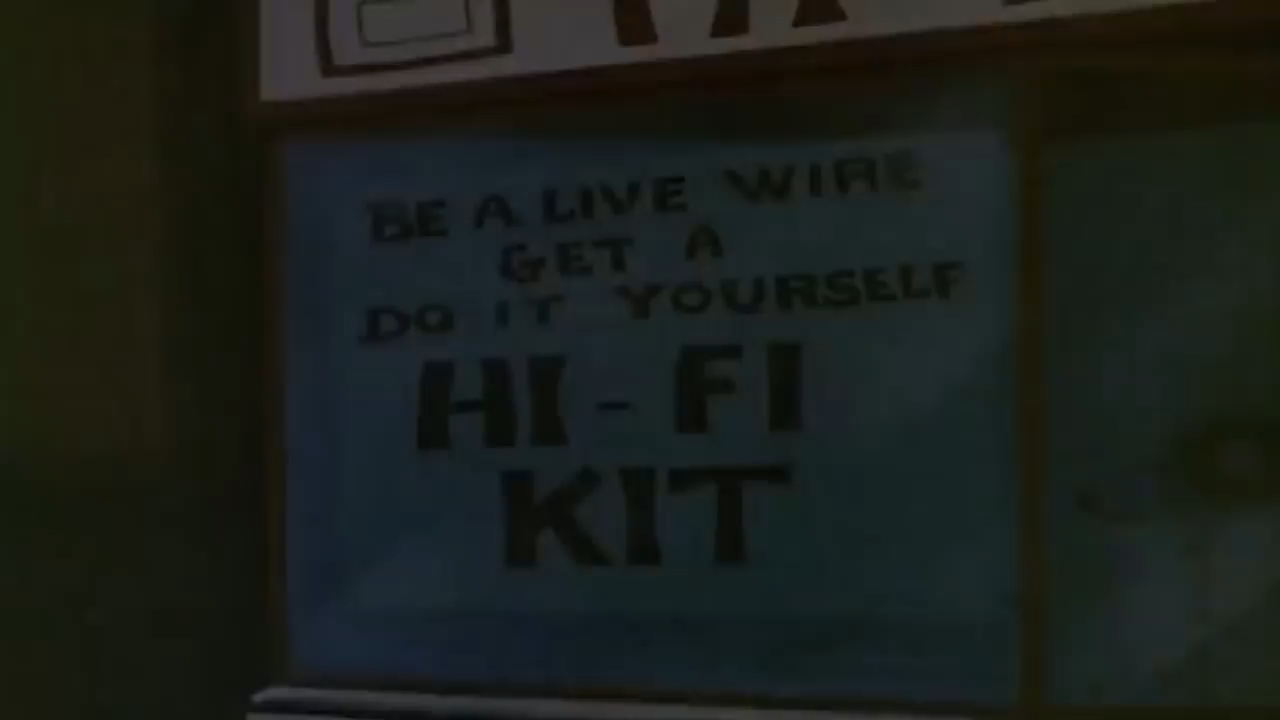 BE A LIVE WIRE
GET A
DO IT YOURSELF
HI-FI
KIT